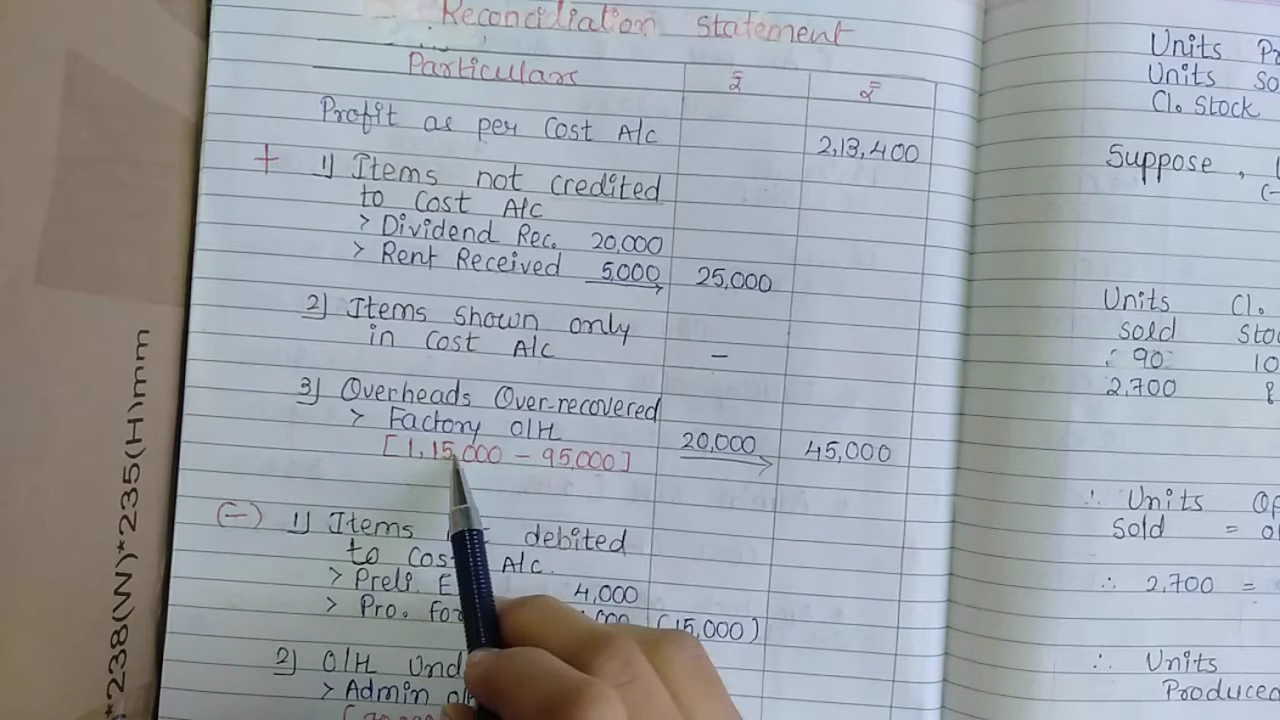 Reconciliation Statement
Particulars ₹ ₹
Profit as per Cost A/c 2,13,400
+ 1) Items not credited
to Cost A/c
> Dividend Rec. 20,000
> Rent Received 5,000 25,000
2) Items shown only
in Cost A/c –
3) Overheads Over-recovered
> Factory O/H 20,000 45,000
[1,15,000 – 95,000]
(–) 1) Items debited
to A/c.
> Preli. 4,000
> Pro. (15,000)
2) O/H
> Admin
*238(W)*235(H)mm
Units
Units
Cl. Stock
Suppose,
Units Cl.
Sold
90 10
2,700
∴ Units
Sold =
∴ 2,700 =
∴ Units
Produced